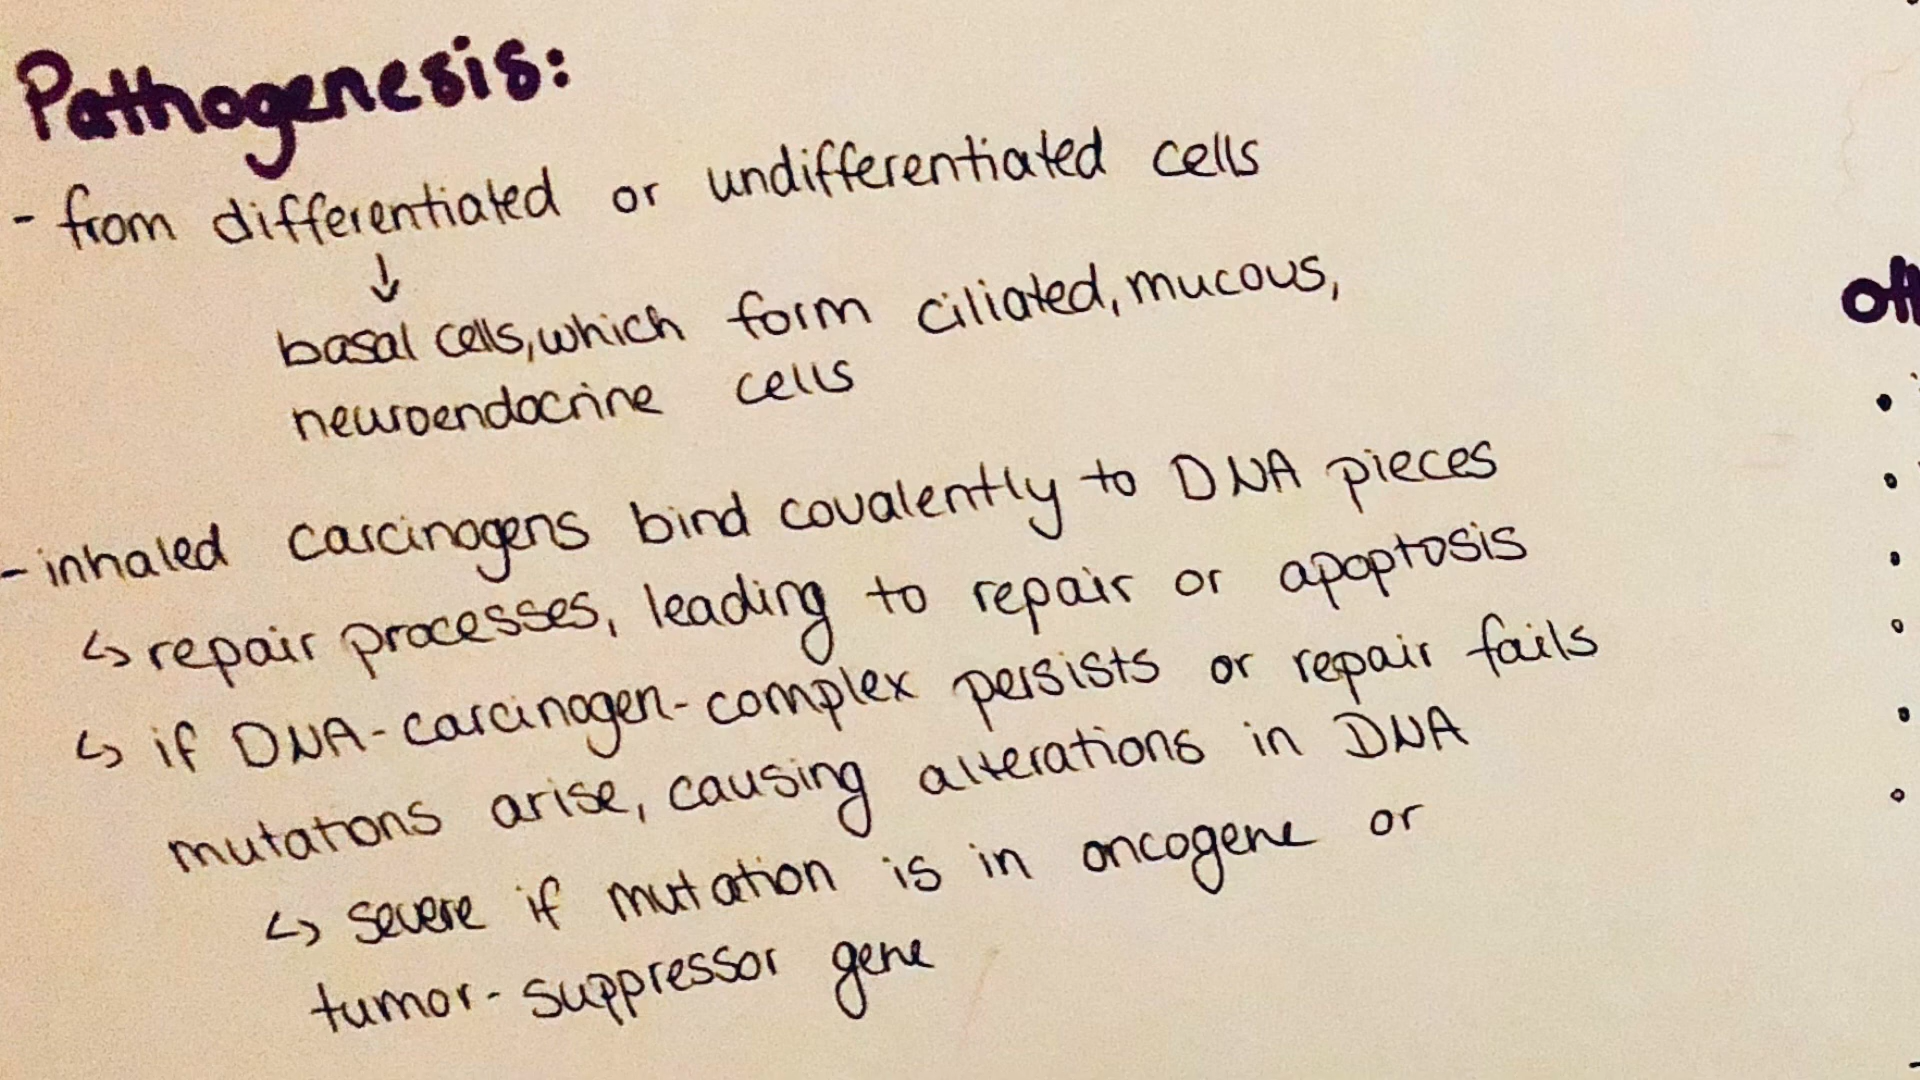 Pathogenesis:
- from differentiated or undifferentiated cells
↓
basal cells, which form ciliated, mucous,
neuroendocrine cells
- inhaled carcinogens bind covalently to DNA pieces
↳ repair processes, leading to repair or apoptosis
↳ if DNA-carcinogen-complex persists or repair fails
mutations arise, causing alterations in DNA
↳ severe if mutation is in oncogene or
tumor-suppressor gene